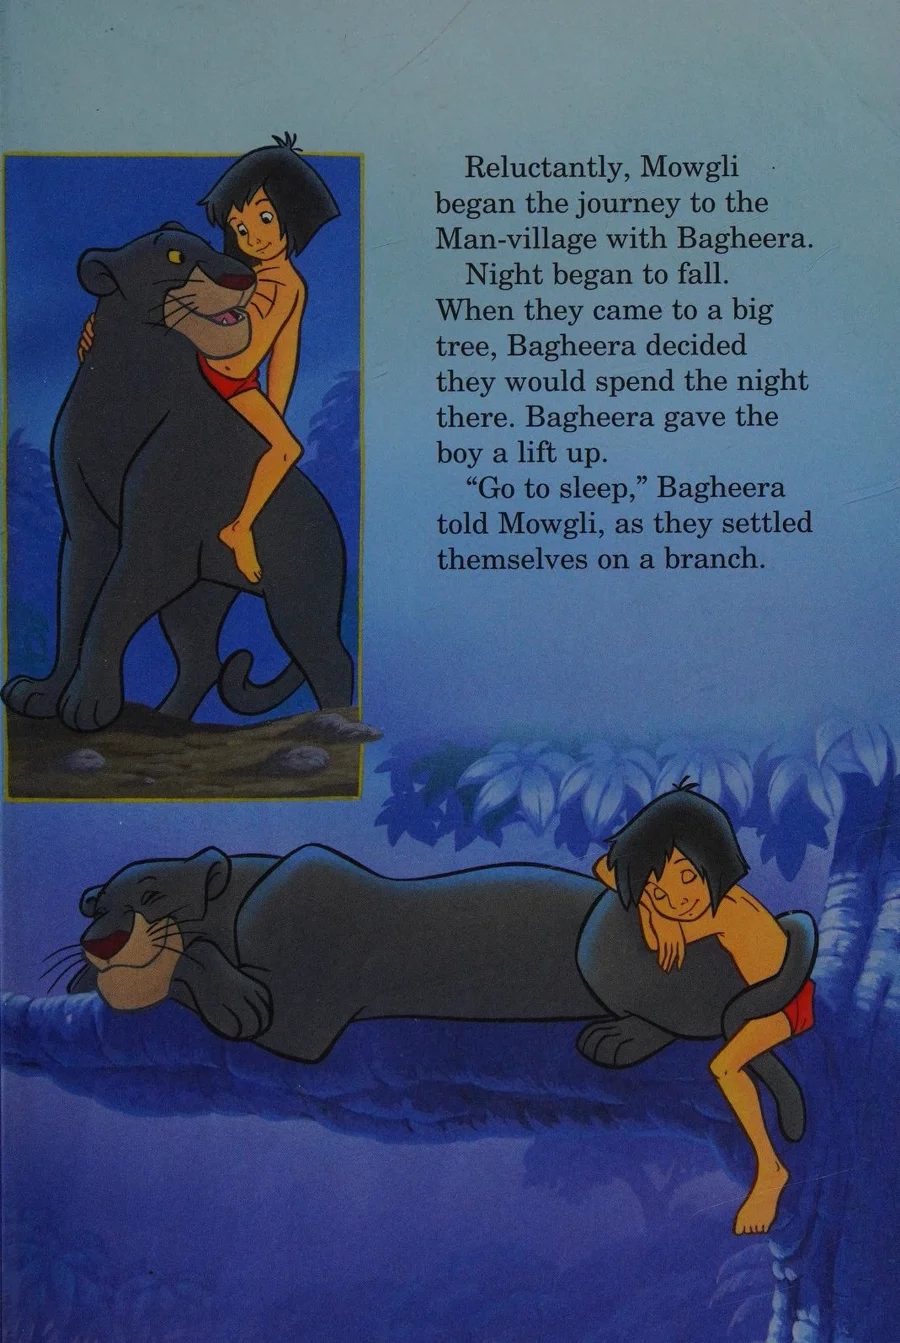 Reluctantly, Mowgli
began the journey to the
Man-village with Bagheera.
Night began to fall.
When they came to a big
tree, Bagheera decided
they would spend the night
there. Bagheera gave the
boy a lift up.
“Go to sleep,” Bagheera
told Mowgli, as they settled
themselves on a branch.